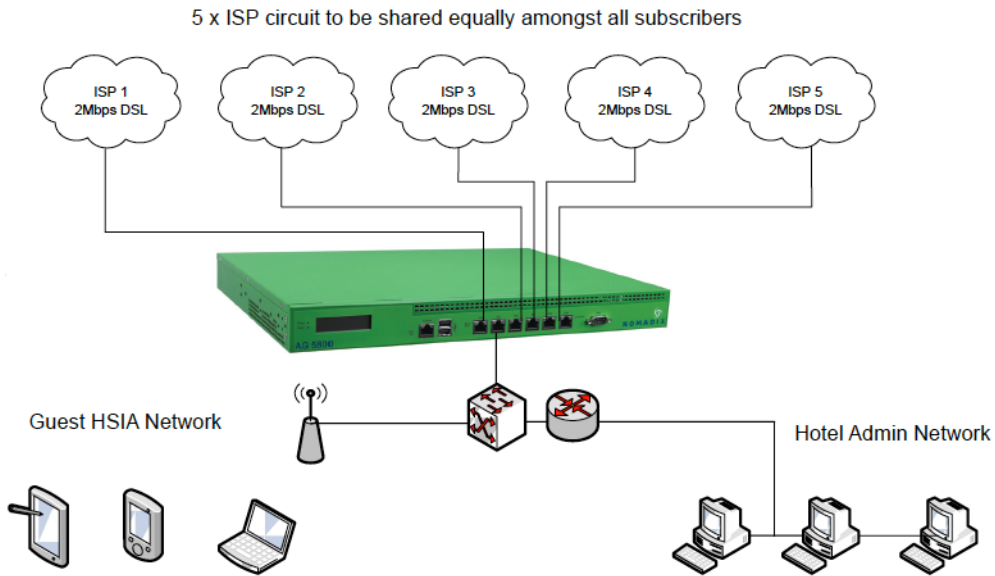 5 x ISP circuit to be shared equally amongst all subscribers
ISP 1
2Mbps DSL
ISP 2
2Mbps DSL
ISP 3
2Mbps DSL
ISP 4
2Mbps DSL
ISP 5
2Mbps DSL
AG 5800
NOMADIX
Guest HSIA Network
Hotel Admin Network